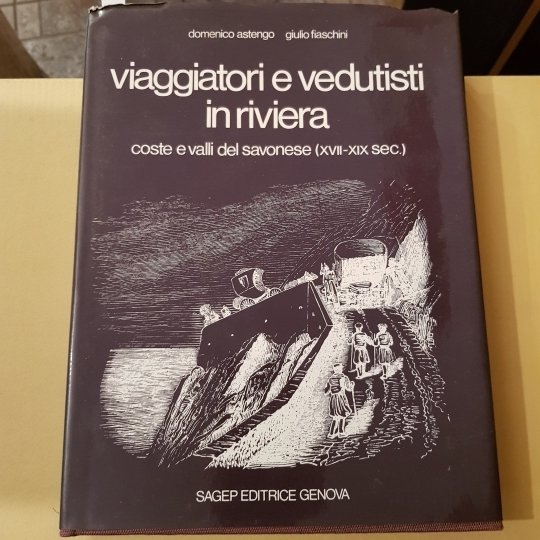 domenico astengo giulio fiaschini
viaggiatori e vedutisti
in riviera
coste e valli del savonese (XVII-XIX sec.)
SAGEP EDITRICE GENOVA